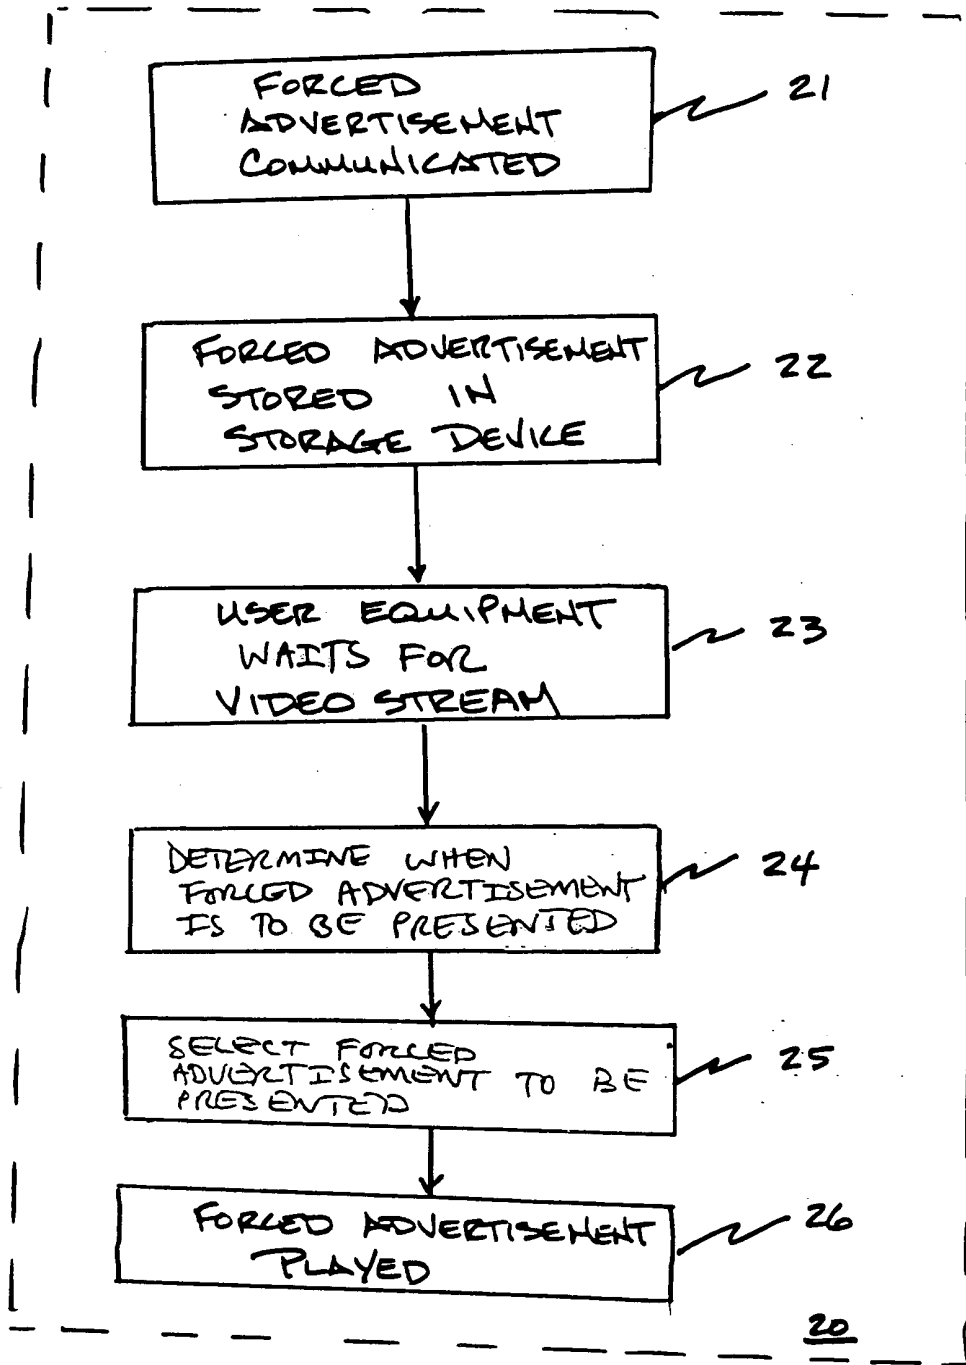 FORCED
ADVERTISEMENT
COMMUNICATED
21
FORCED ADVERTISEMENT
STORED IN
STORAGE DEVICE
22
USER EQUIPMENT
WAITS FOR
VIDEO STREAM
23
DETERMINE WHEN
FORCED ADVERTISEMENT
IS TO BE PRESENTED
24
SELECT FORCED
ADVERTISEMENT TO BE
PRESENTED
25
FORCED ADVERTISEMENT
PLAYED
26
20